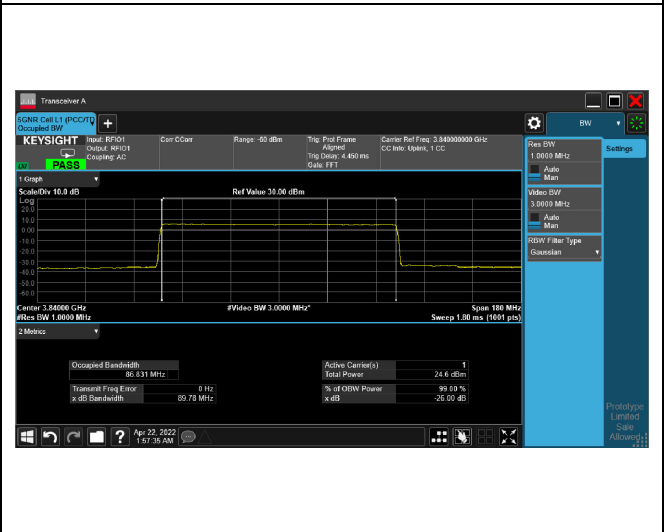 Transceiver A
5GNR Cell L1 (PCC/TD
Occupied BW
+
KEYSIGHT
PASS
Input: RFIO1
Output: RFIO1
Coupling: AC
Corr CCorr
Range: -60 dBm
Trig: Prot Frame
Aligned
Trig Delay: 4.450 ms
Gate: FFT
Carrier Ref Freq: 3.840000000 GHz
CC Info: Uplink, 1 CC
1 Graph
Scale/Div 10.0 dB
Ref Value 30.00 dBm
Log
20.0
10.0
0.00
-10.0
-20.0
-30.0
-40.0
-50.0
-60.0
Center 3.84000 GHz
#Video BW 3.0000 MHz*
Span 180 MHz
#Res BW 1.0000 MHz
Sweep 1.80 ms (1001 pts)
2 Metrics
Occupied Bandwidth
86.831 MHz
Transmit Freq Error 0 Hz
x dB Bandwidth 89.78 MHz
Active Carrier(s) 1
Total Power 24.6 dBm
% of OBW Power 99.00 %
x dB -26.00 dB
Apr 22, 2022
1:57:35 AM
BW
Settings
Res BW
1.0000 MHz
Auto
Man
Video BW
3.0000 MHz
Auto
Man
RBW Filter Type
Gaussian
Prototype
Limited
Sale
Allowed